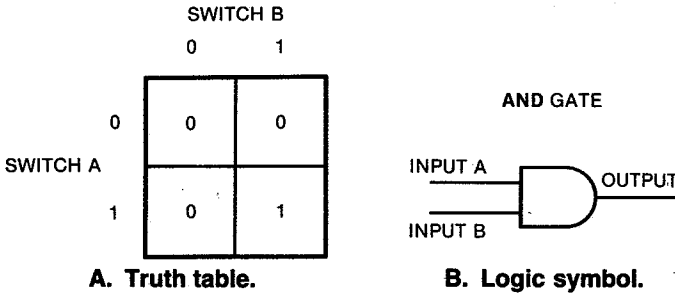 SWITCH B
0 1
0 0 0
SWITCH A
1 0 1
A. Truth table.
AND GATE
INPUT A
OUTPUT
INPUT B
B. Logic symbol.